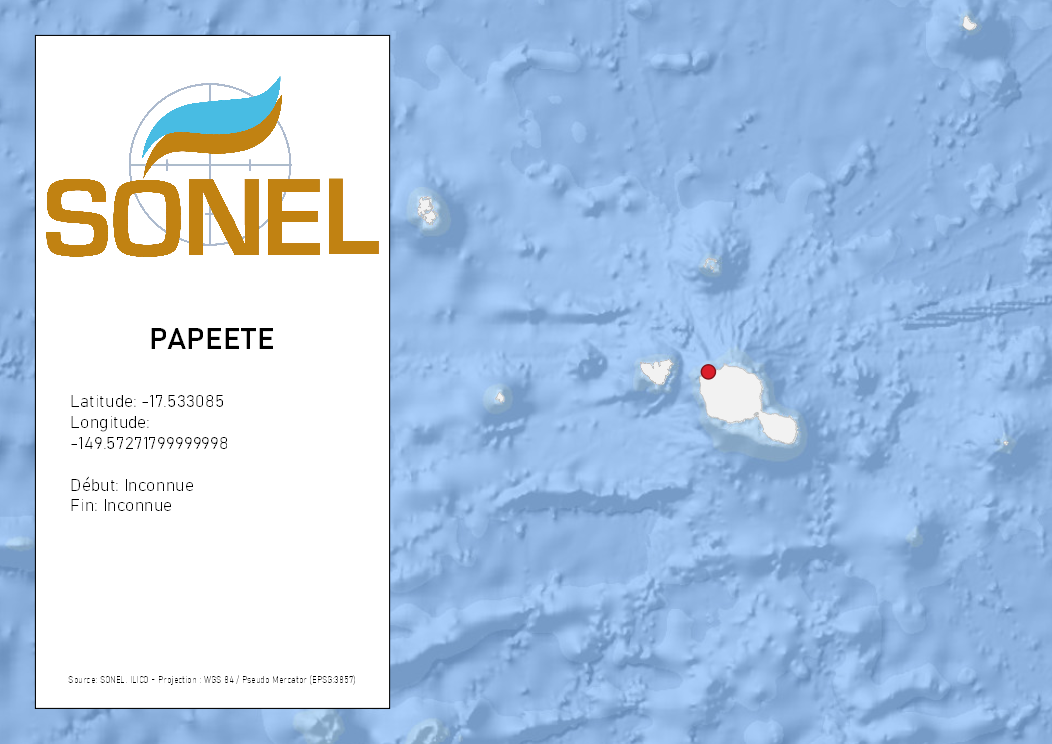 SONEL
PAPEETE
Latitude: -17.533085
Longitude:
-149.57271799999998
Début: Inconnue
Fin: Inconnue
Source: SONEL, ILICO - Projection : WGS 84 / Pseudo Mercator (EPSG:3857)